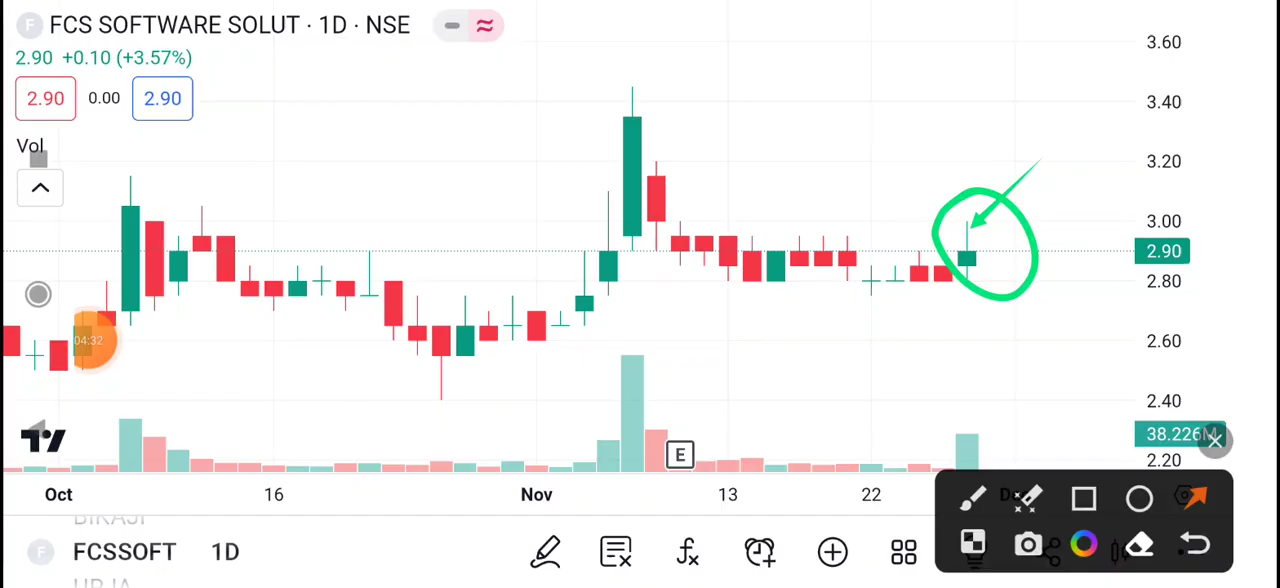 F FCS SOFTWARE SOLUT · 1D · NSE
2.90 +0.10 (+3.57%)
2.90 0.00 2.90
Vol
3.60
3.40
3.20
3.00
2.90
2.80
2.60
2.40
38.226M
2.20
04:32
E
Oct 16 Nov 13 22
BIKAJI
F FCSSOFT 1D